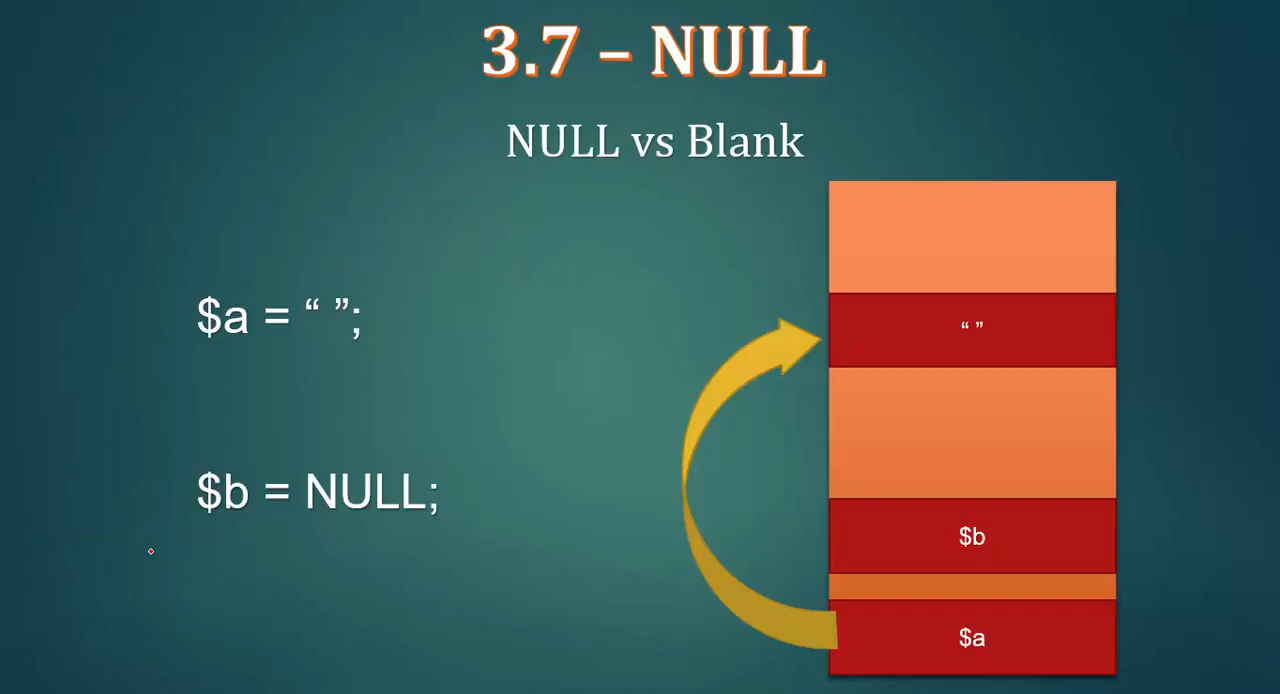 3.7 – NULL
NULL vs Blank
$a = “ ”;
“ ”
$b = NULL;
$b
$a